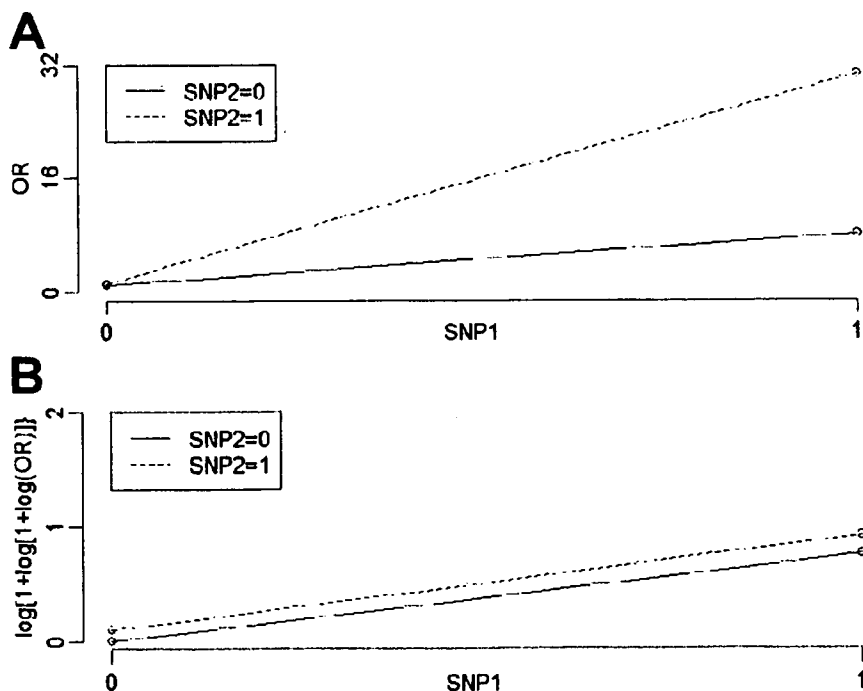 A
OR
32
16
0
SNP2=0
SNP2=1
0
SNP1
1
B
log[1+log[1+log(OR)]}
2
1
0
SNP2=0
SNP2=1
0
SNP1
1